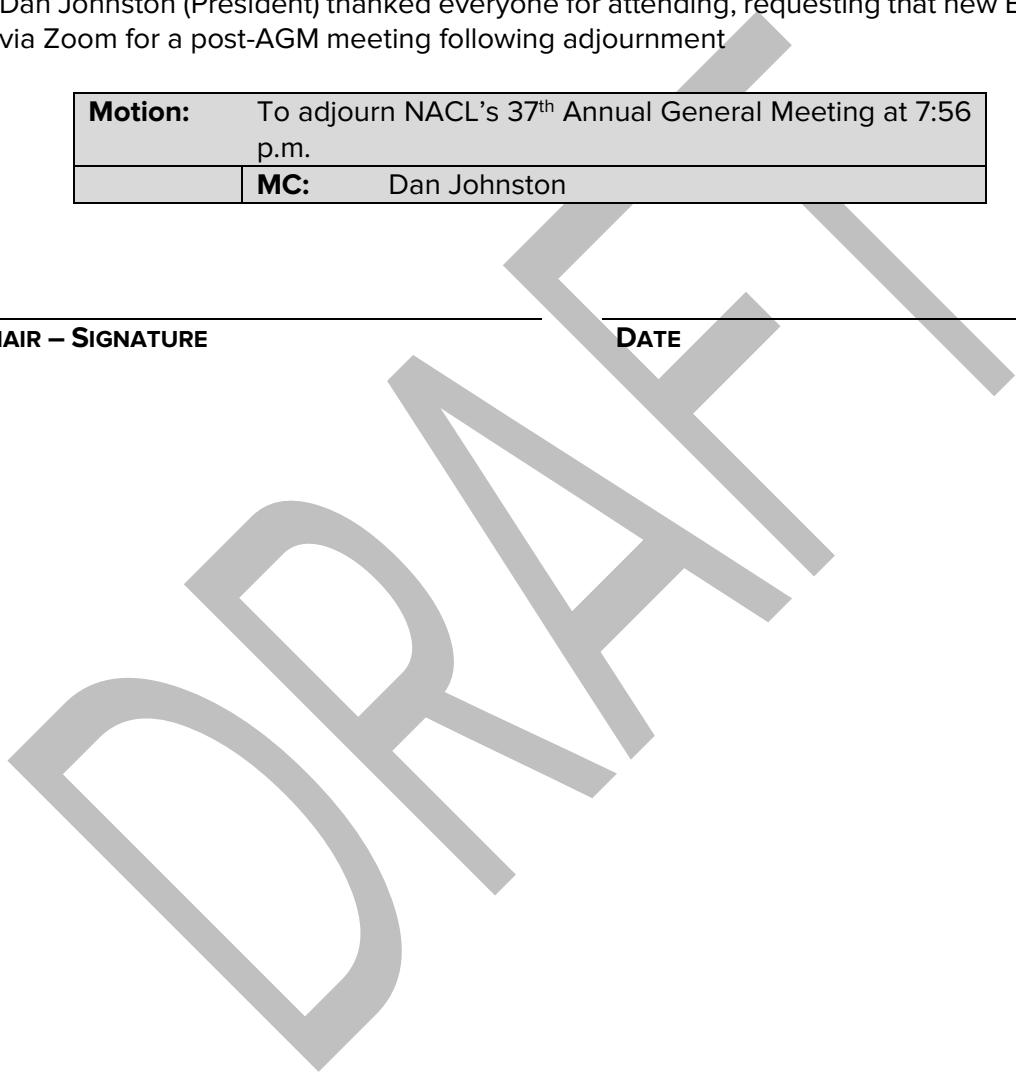 Dan Johnston (President) thanked everyone for attending, requesting that new
via Zoom for a post-AGM meeting following adjournment
Motion: To adjourn NACL’s 37th Annual General Meeting at 7:56
p.m.
MC: Dan Johnston
– SIGNATURE DATE
DRAFT